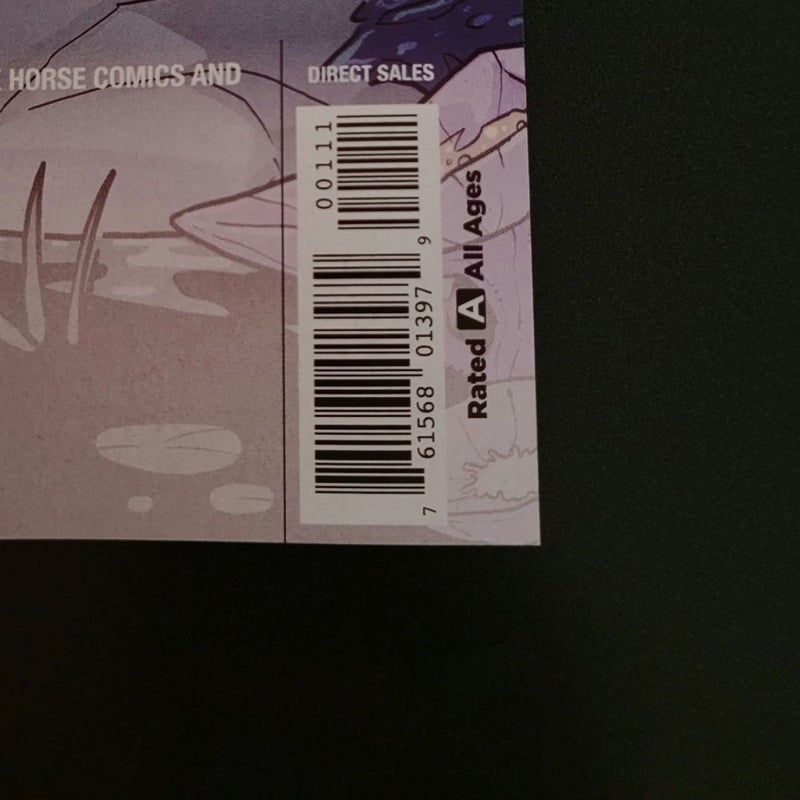 HORSE COMICS AND
DIRECT SALES
00111
7 61568 01397 9
Rated A All Ages